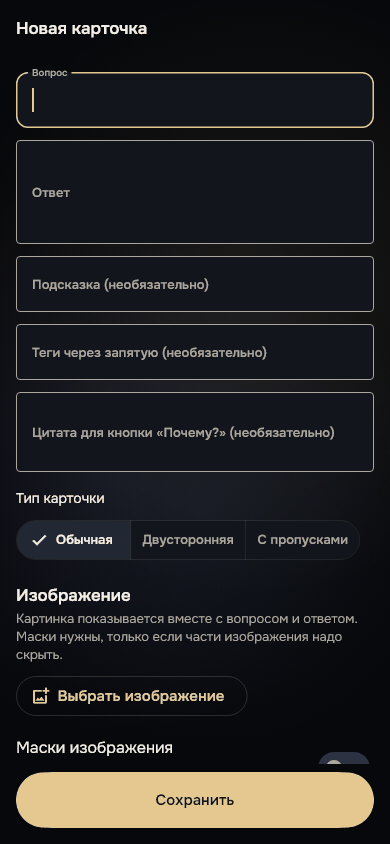 Новая карточка
Вопрос
Ответ
Подсказка (необязательно)
Теги через запятую (необязательно)
Цитата для кнопки «Почему?» (необязательно)
Тип карточки
Обычная
Двусторонняя
С пропусками
Изображение
Картинка показывается вместе с вопросом и ответом.
Маски нужны, только если части изображения надо
скрыть.
Выбрать изображение
Маски изображения
Сохранить